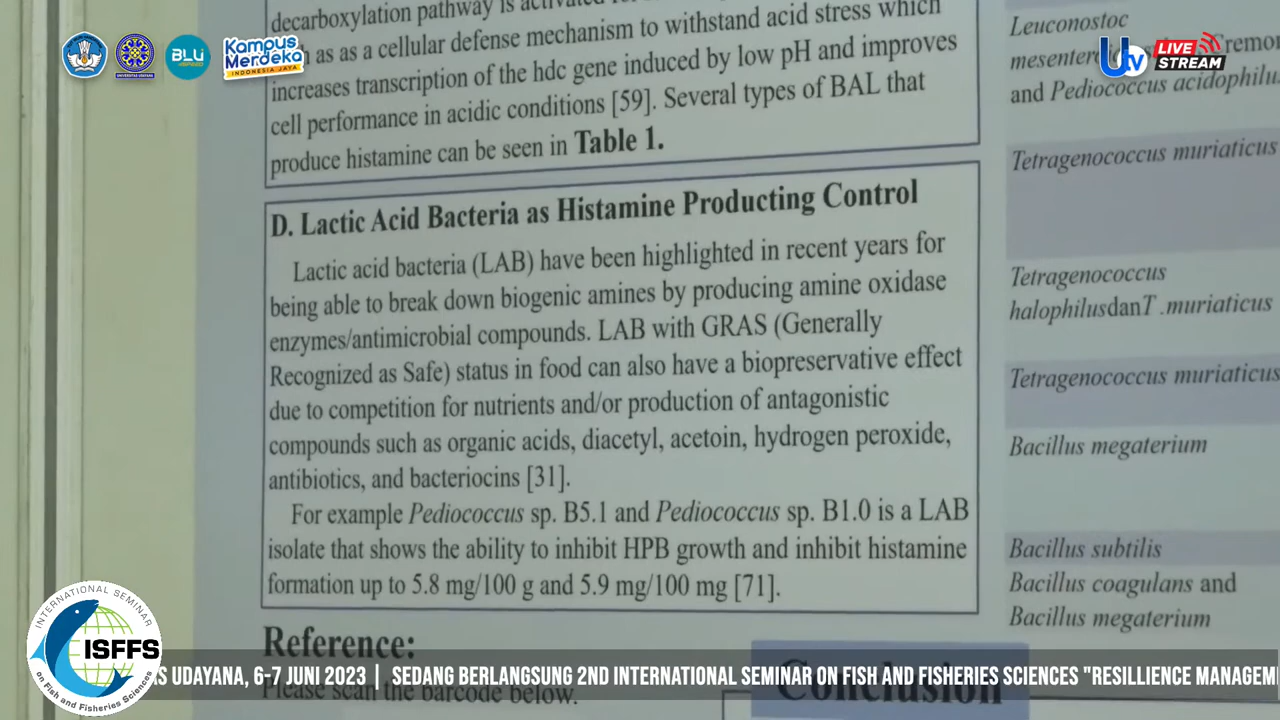 decarboxylation pathway is
as as a cellular defense mechanism to withstand acid stress which
increases transcription of the hdc gene induced by low pH and improves
cell performance in acidic conditions [59]. Several types of BAL that
produce histamine can be seen in Table 1.
D. Lactic Acid Bacteria as Histamine Producting Control
Lactic acid bacteria (LAB) have been highlighted in recent years for
being able to break down biogenic amines by producing amine oxidase
enzymes/antimicrobial compounds. LAB with GRAS (Generally
Recognized as Safe) status in food can also have a biopreservative effect
due to competition for nutrients and/or production of antagonistic
compounds such as organic acids, diacetyl, acetoin, hydrogen peroxide,
antibiotics, and bacteriocins [31].
For example Pediococcus sp. B5.1 and Pediococcus sp. B1.0 is a LAB
isolate that shows the ability to inhibit HPB growth and inhibit histamine
formation up to 5.8 mg/100 g and 5.9 mg/100 mg [71].
Reference:
Please scan the barcode below.
Leuconostoc
and Pediococcus
Tetragenococcus muriaticus
Tetragenococcus
halophilusdanT .muriaticus
Tetragenococcus muriaticus
Bacillus megaterium
Bacillus subtilis
Bacillus coagulans and
Bacillus megaterium
Conclusion
BLU
Kampus
Merdeka
INDONESIA JAYA
Utv
LIVE
STREAM
INTERNATIONAL SEMINAR
ISFFS
on Fish and Fisheries Sciences
S UDAYANA, 6-7 JUNI 2023 | SEDANG BERLANGSUNG 2ND INTERNATIONAL SEMINAR ON FISH AND FISHERIES SCIENCES "RESILLIENCE MANAGEM